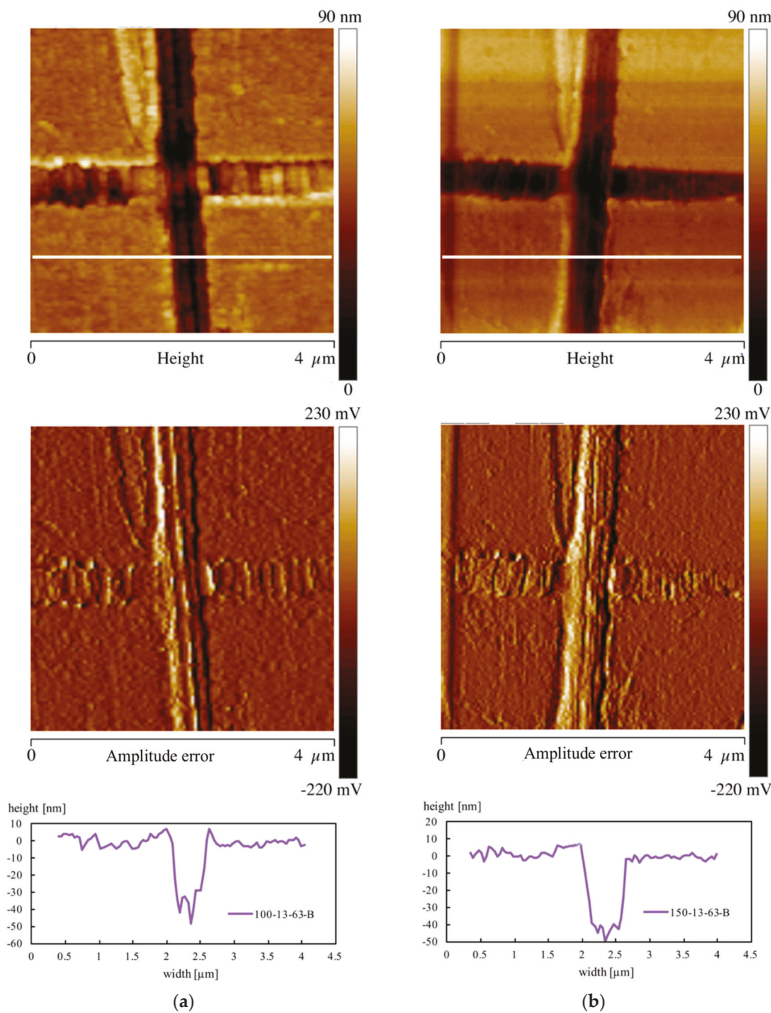 90 nm
90 nm
0 Height 4 µm
0
0 Height 4 µm
0
230 mV
230 mV
0 Amplitude error 4 µm
-220 mV
0 Amplitude error 4 µm
-220 mV
height [nm]
10
0
-10
-20
-30
-40
-50
-60
100-13-63-B
0 0.5 1 1.5 2 2.5 3 3.5 4 4.5
width [µm]
(a)
height [nm]
20
10
0
-10
-20
-30
-40
-50
150-13-63-B
0 0.5 1 1.5 2 2.5 3 3.5 4 4.5
width [µm]
(b)